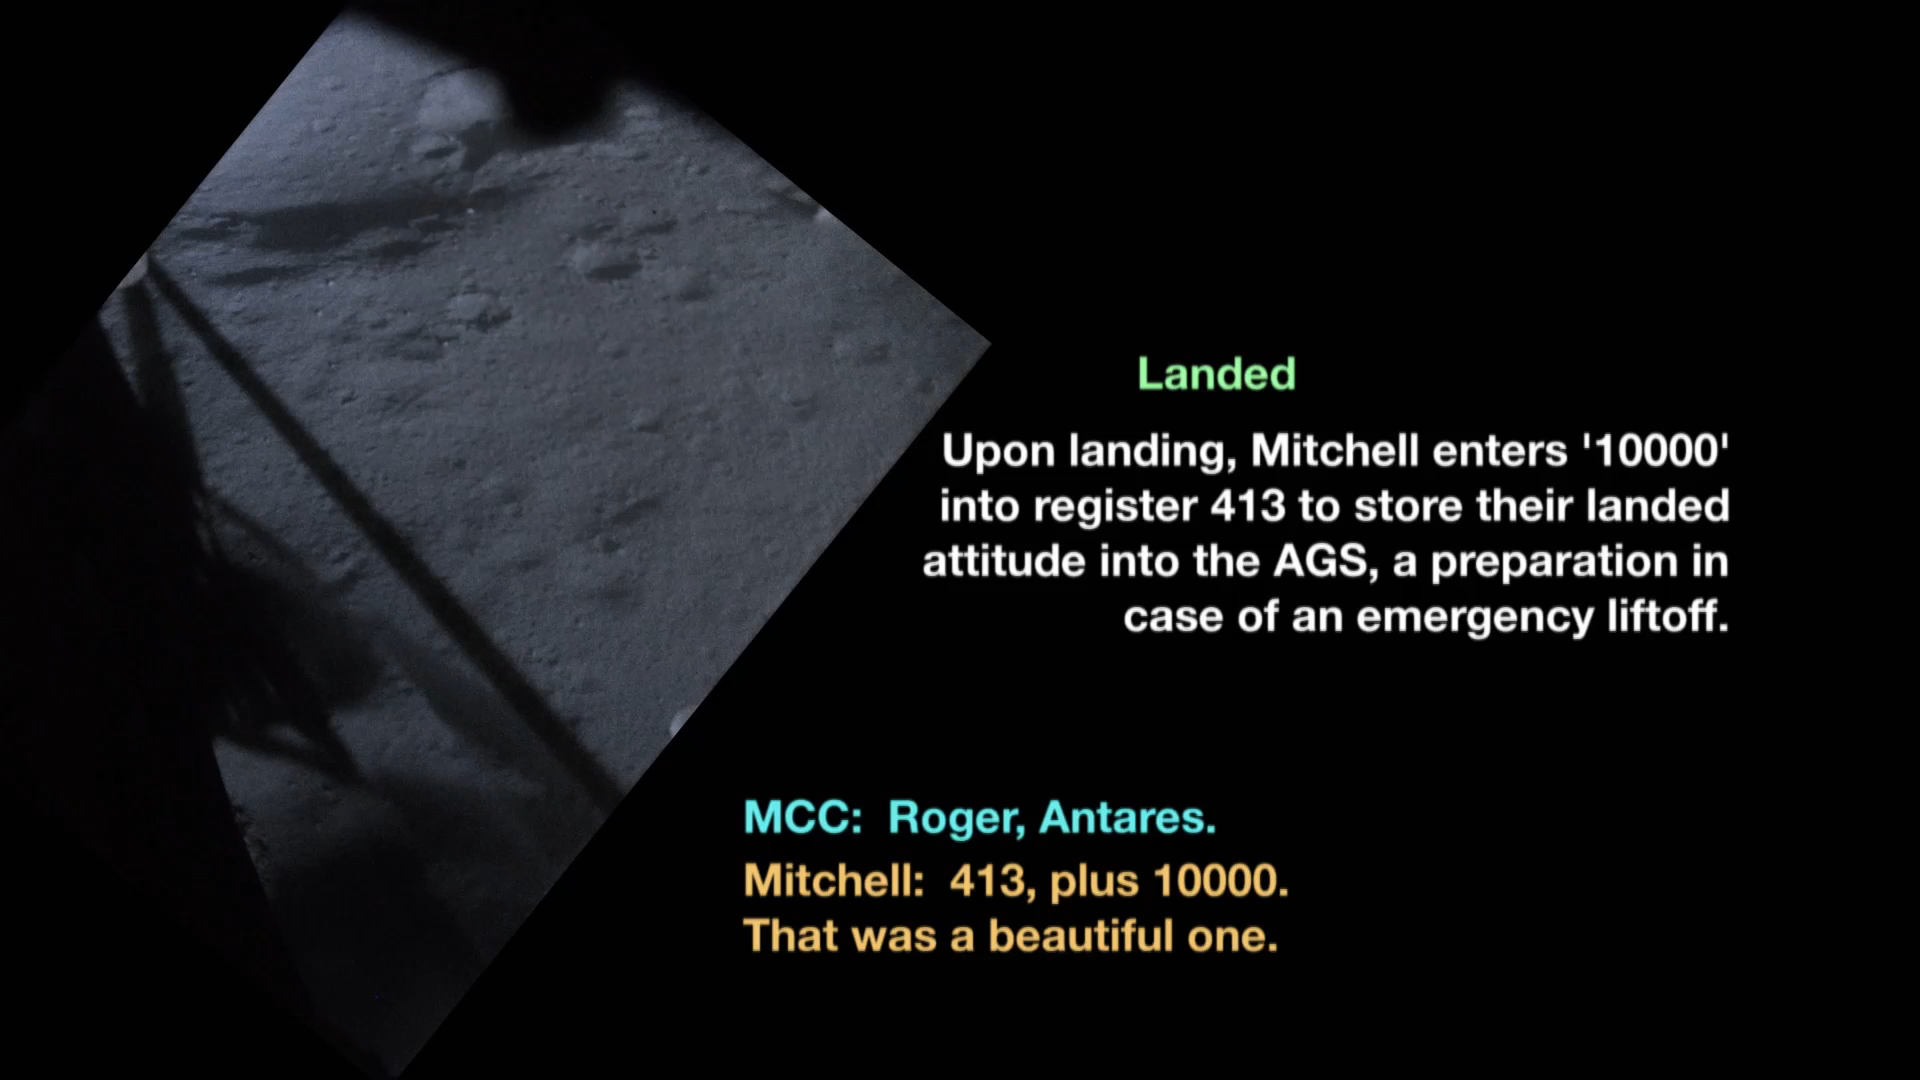 Landed
Upon landing, Mitchell enters '10000'
into register 413 to store their landed
attitude into the AGS, a preparation in
case of an emergency liftoff.
MCC: Roger, Antares.
Mitchell: 413, plus 10000.
That was a beautiful one.